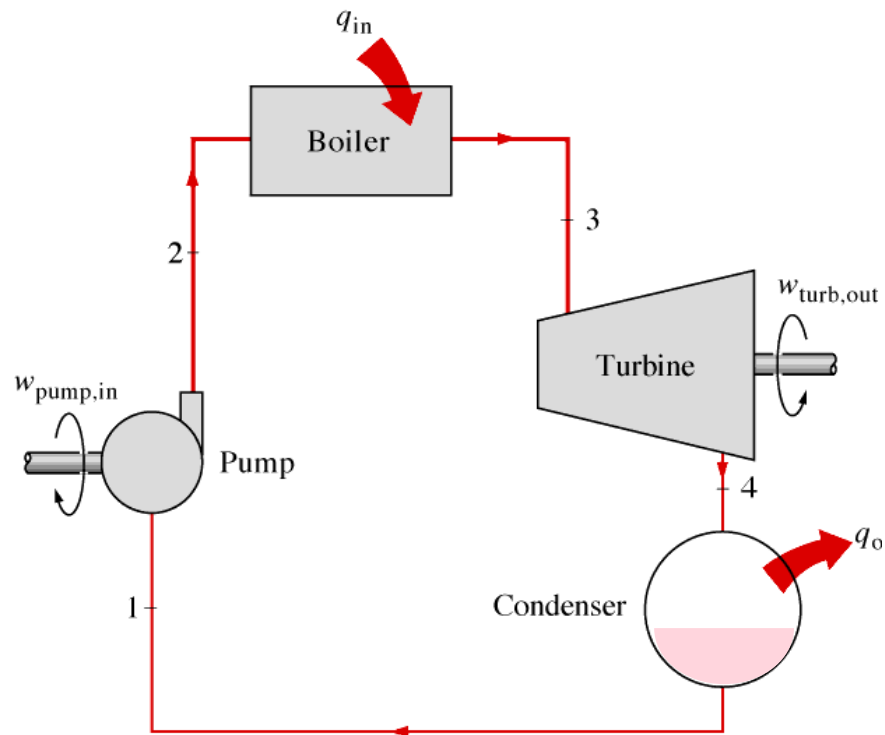 q_in
Boiler
3
2
w_turb,out
Turbine
w_pump,in
Pump
4
q_o
Condenser
1